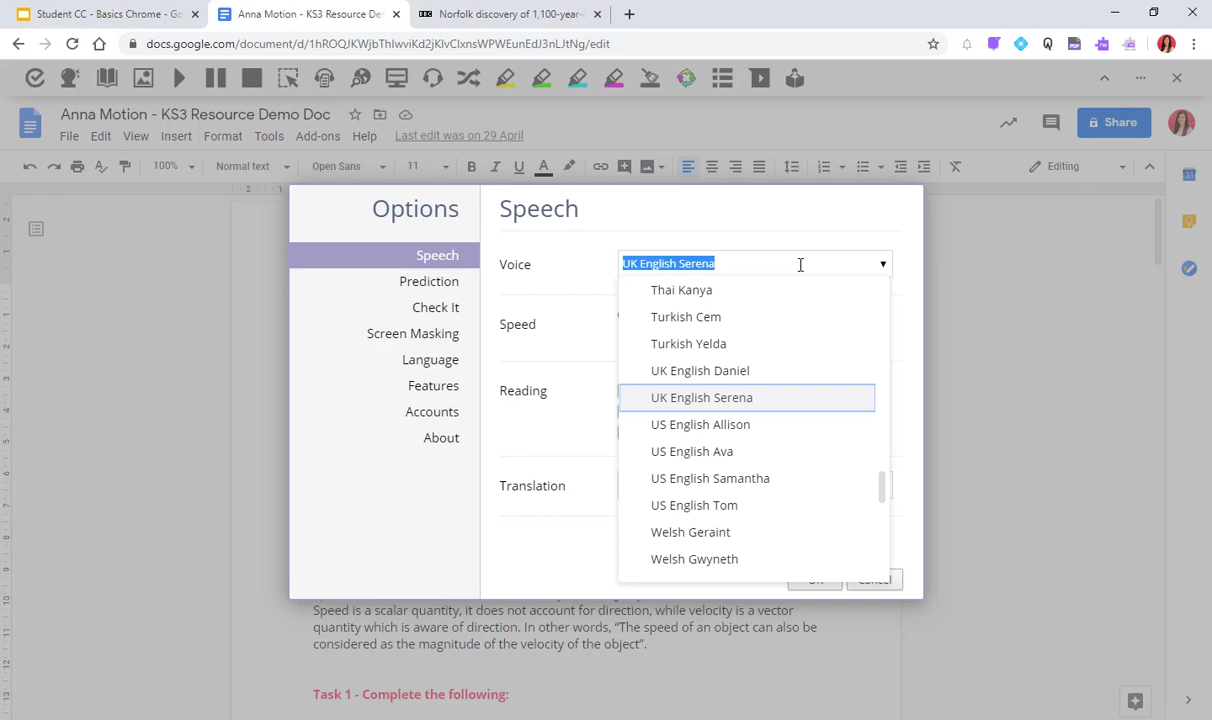 Student CC - Basics Chrome - Go
Anna Motion - KS3 Resource De
Norfolk discovery of 1,100-year-
docs.google.com/document/d/1hROQJKWjbThIwviKd2jKlvClxnsWPWEunEdJ3nLJtNg/edit
Anna Motion - KS3 Resource Demo Doc
File Edit View Insert Format Tools Add-ons Help Last edit was on 29 April
Share
100% Normal text Open Sans 11 B I U A Editing
2 1
Options
Speech
Prediction
Check It
Screen Masking
Language
Features
Accounts
About
Speech
Voice UK English Serena
Thai Kanya
Turkish Cem
Turkish Yelda
Speed
UK English Daniel
UK English Serena
Reading
US English Allison
US English Ava
US English Samantha
Translation
US English Tom
Welsh Geraint
Welsh Gwyneth
OK Cancel
Speed is a scalar quantity, it does not account for direction, while velocity is a vector
quantity which is aware of direction. In other words, “The speed of an object can also be
considered as the magnitude of the velocity of the object”.
Task 1 - Complete the following: